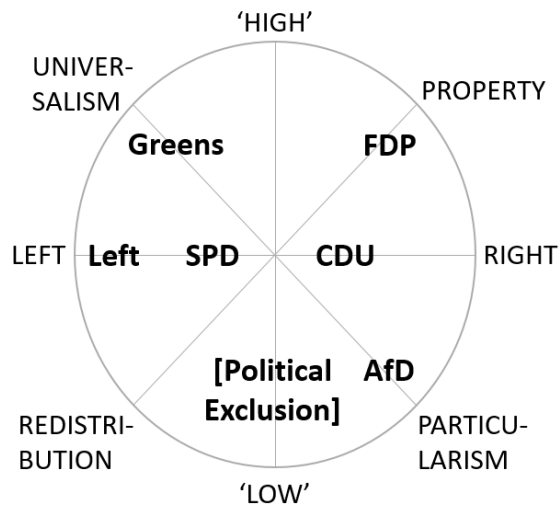 ‘HIGH’
UNIVER-
SALISM
PROPERTY
Greens
FDP
LEFT
Left
SPD
CDU
RIGHT
[Political
Exclusion]
AfD
REDISTRI-
BUTION
PARTICU-
LARISM
‘LOW’